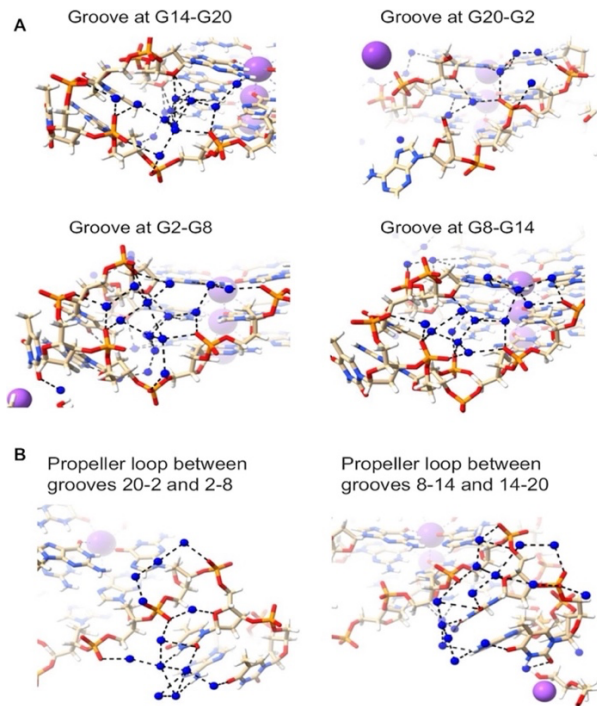 A
Groove at G14-G20
Groove at G20-G2
Groove at G2-G8
Groove at G8-G14
B
Propeller loop between
grooves 20-2 and 2-8
Propeller loop between
grooves 8-14 and 14-20